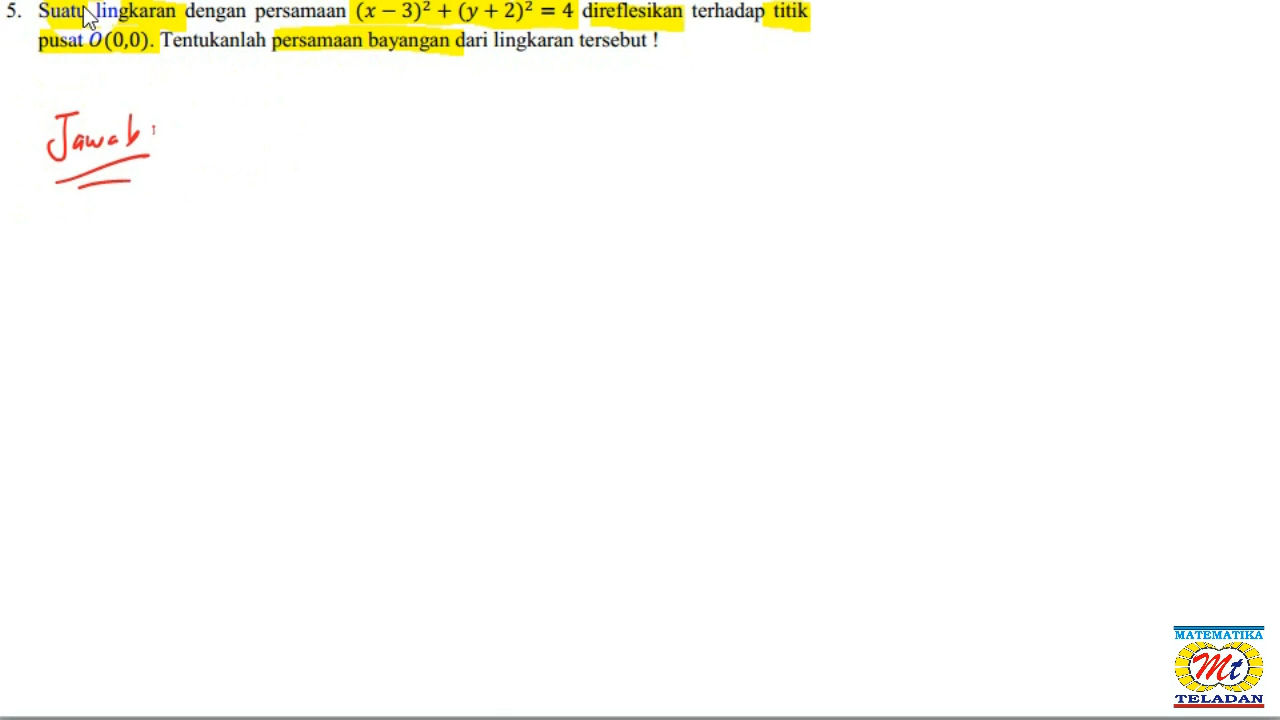 5. Suatu lingkaran dengan persamaan (x − 3)² + (y + 2)² = 4 direflesikan terhadap titik
pusat O(0,0). Tentukanlah persamaan bayangan dari lingkaran tersebut !
Jawab :
MATEMATIKA
Mt
TELADAN